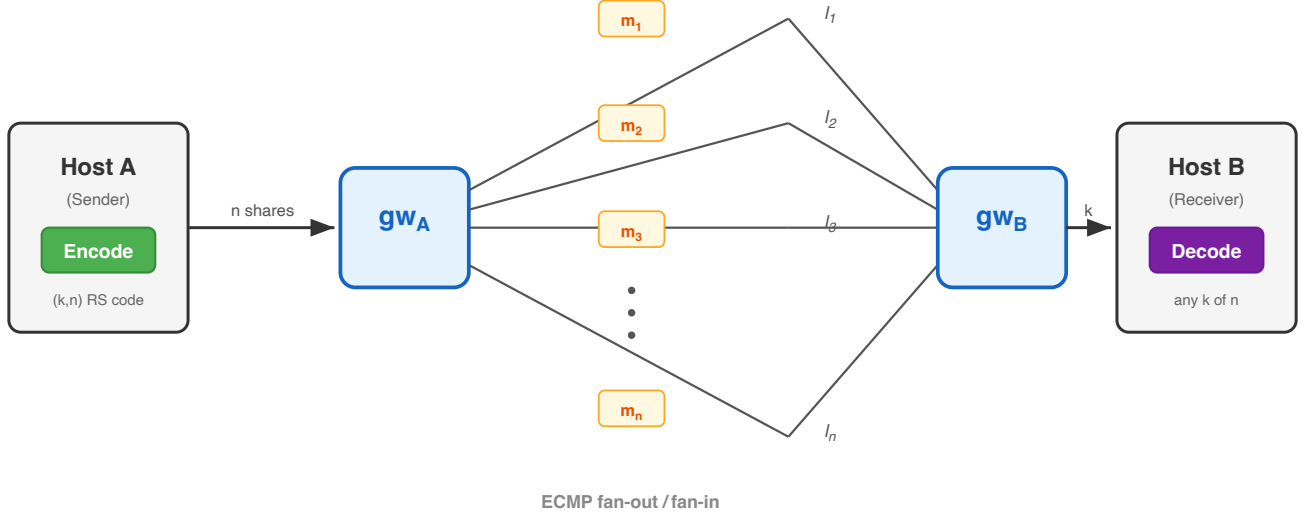 Host A
(Sender)
Encode
(k,n) RS code
n shares
gwA
m1
m2
m3
mn
l1
l2
l3
ln
gwB
k
Host B
(Receiver)
Decode
any k of n
ECMP fan-out / fan-in